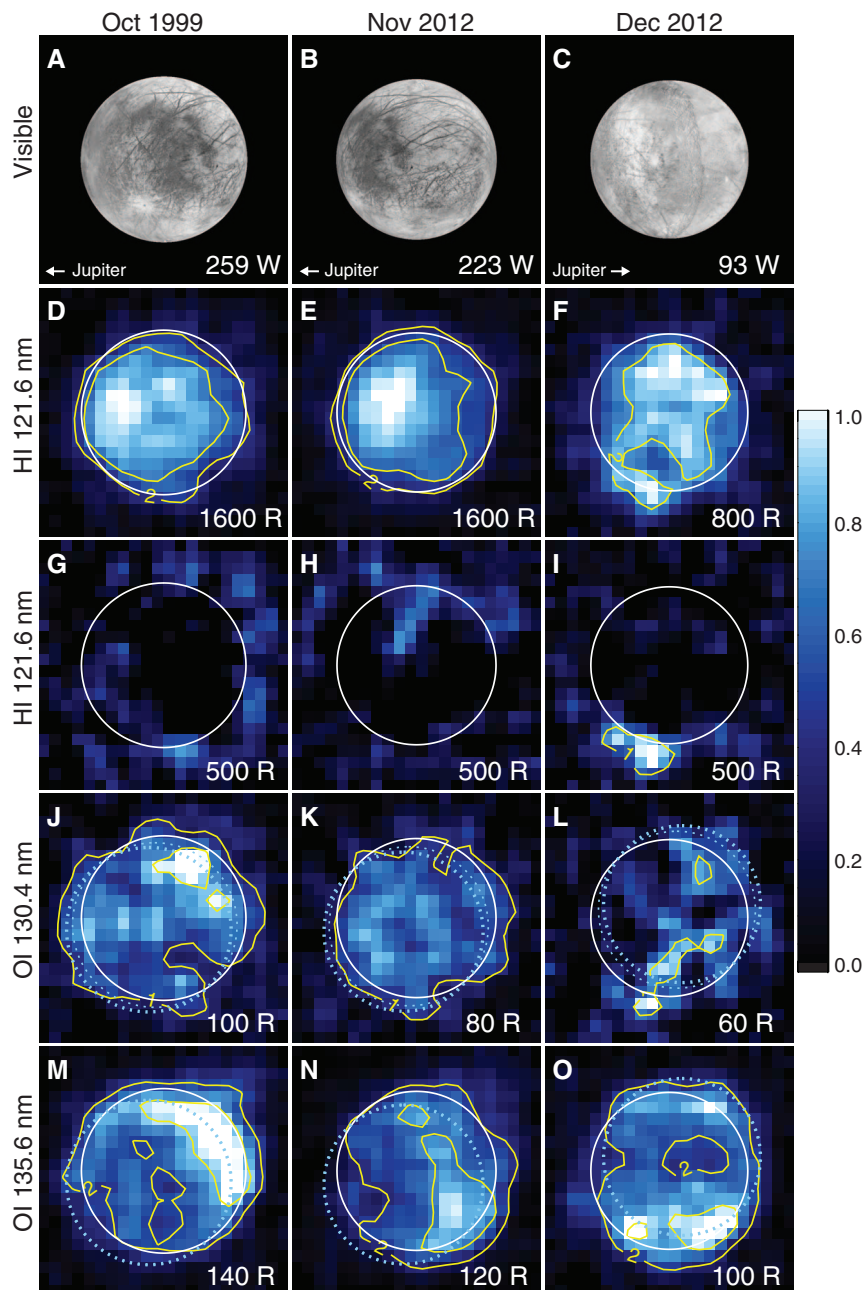 Oct 1999 Nov 2012 Dec 2012
Visible
A B C
← Jupiter 259 W ← Jupiter 223 W Jupiter → 93 W
HI 121.6 nm
D E F
2 2 2
1600 R 1600 R 800 R
HI 121.6 nm
G H I
1
500 R 500 R 500 R
OI 130.4 nm
J K L
1 1
100 R 80 R 60 R
OI 135.6 nm
M N O
2 2 2 2
140 R 120 R 100 R
1.0
0.8
0.6
0.4
0.2
0.0